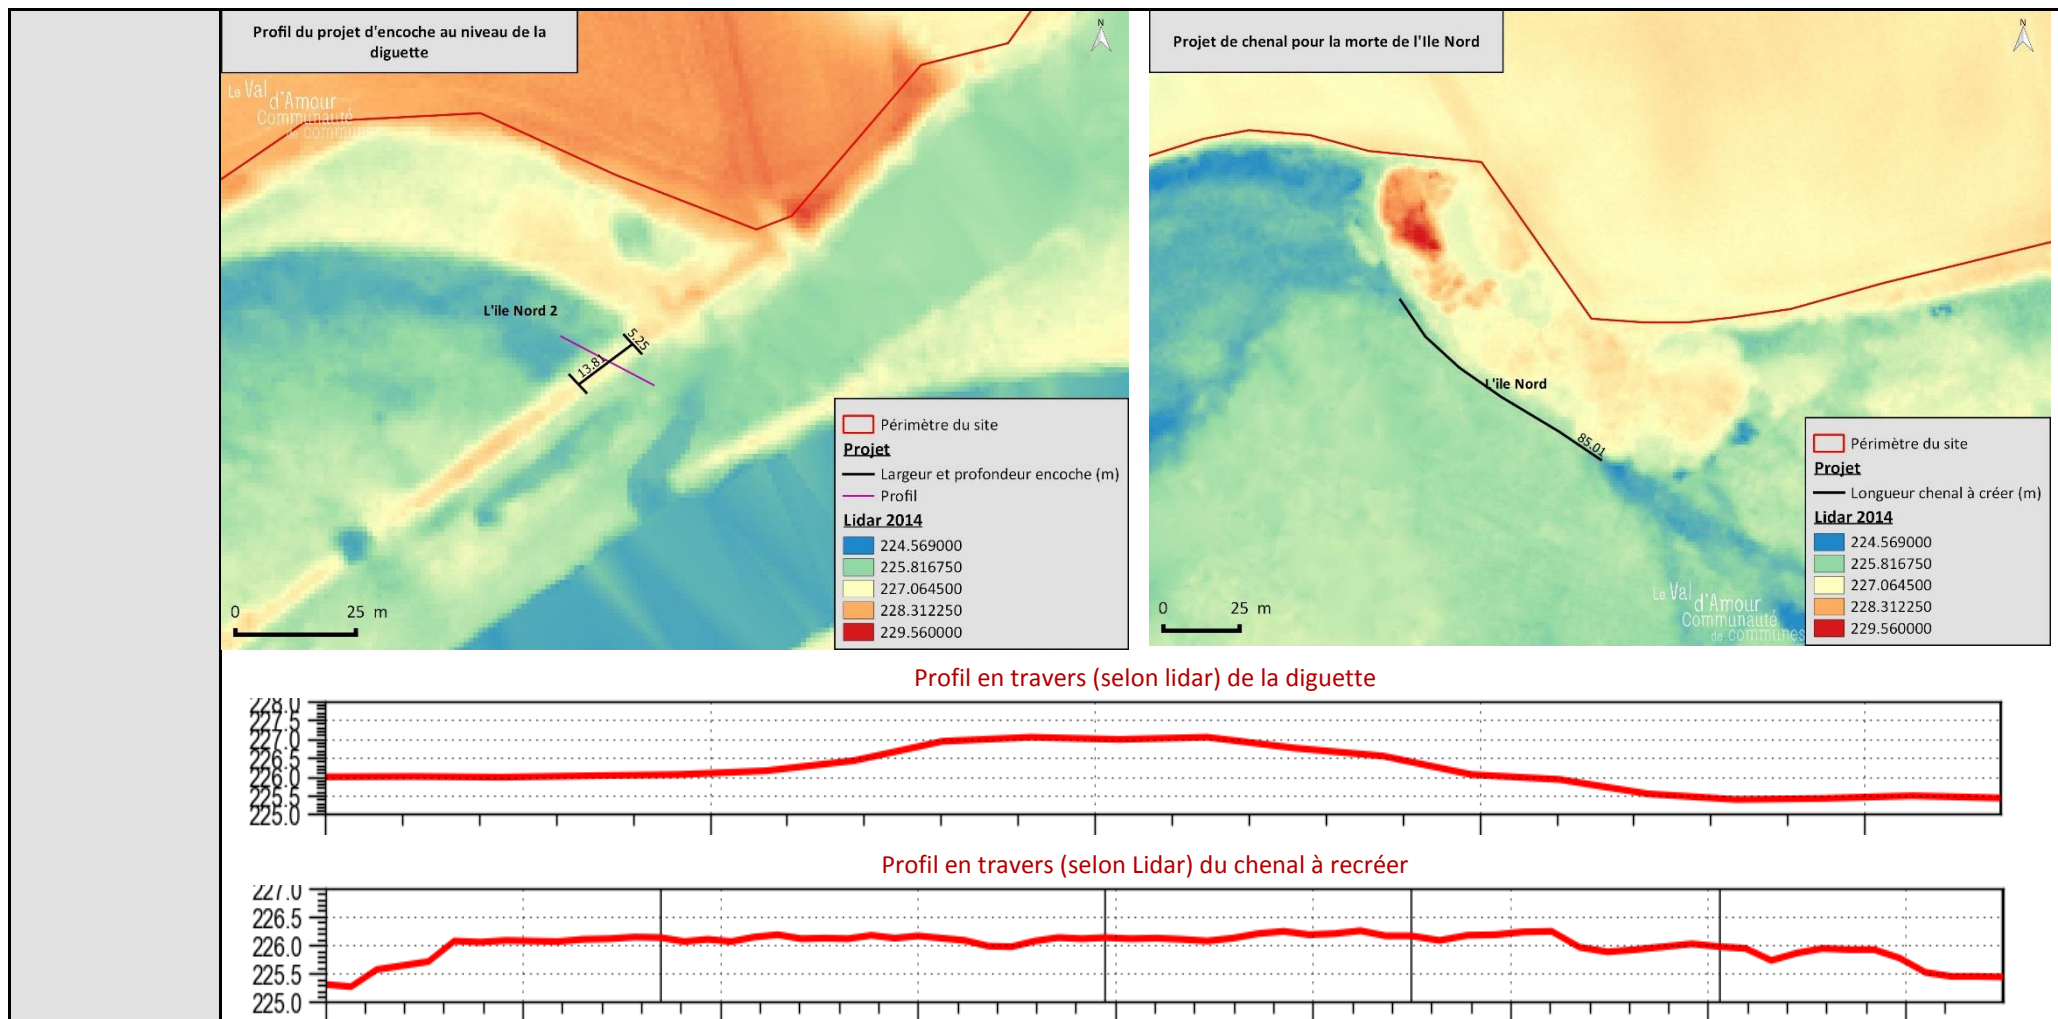 Profil du projet d'encoche au niveau de la
diguette
N
Le Val
d'Amour
Communauté
de communes
L'ile Nord 2
5.25
13.81
Périmètre du site
Projet
Largeur et profondeur encoche (m)
Profil
Lidar 2014
224.569000
225.816750
227.064500
228.312250
229.560000
0 25 m
Projet de chenal pour la morte de l'Ile Nord
N
L'ile Nord
85.01
Périmètre du site
Projet
Longueur chenal à créer (m)
Lidar 2014
224.569000
225.816750
227.064500
228.312250
229.560000
0 25 m
Le Val
d'Amour
Communauté
de communes
Profil en travers (selon lidar) de la diguette
228.0
227.5
227.0
226.5
226.0
225.5
225.0
Profil en travers (selon Lidar) du chenal à recréer
227.0
226.5
226.0
225.5
225.0